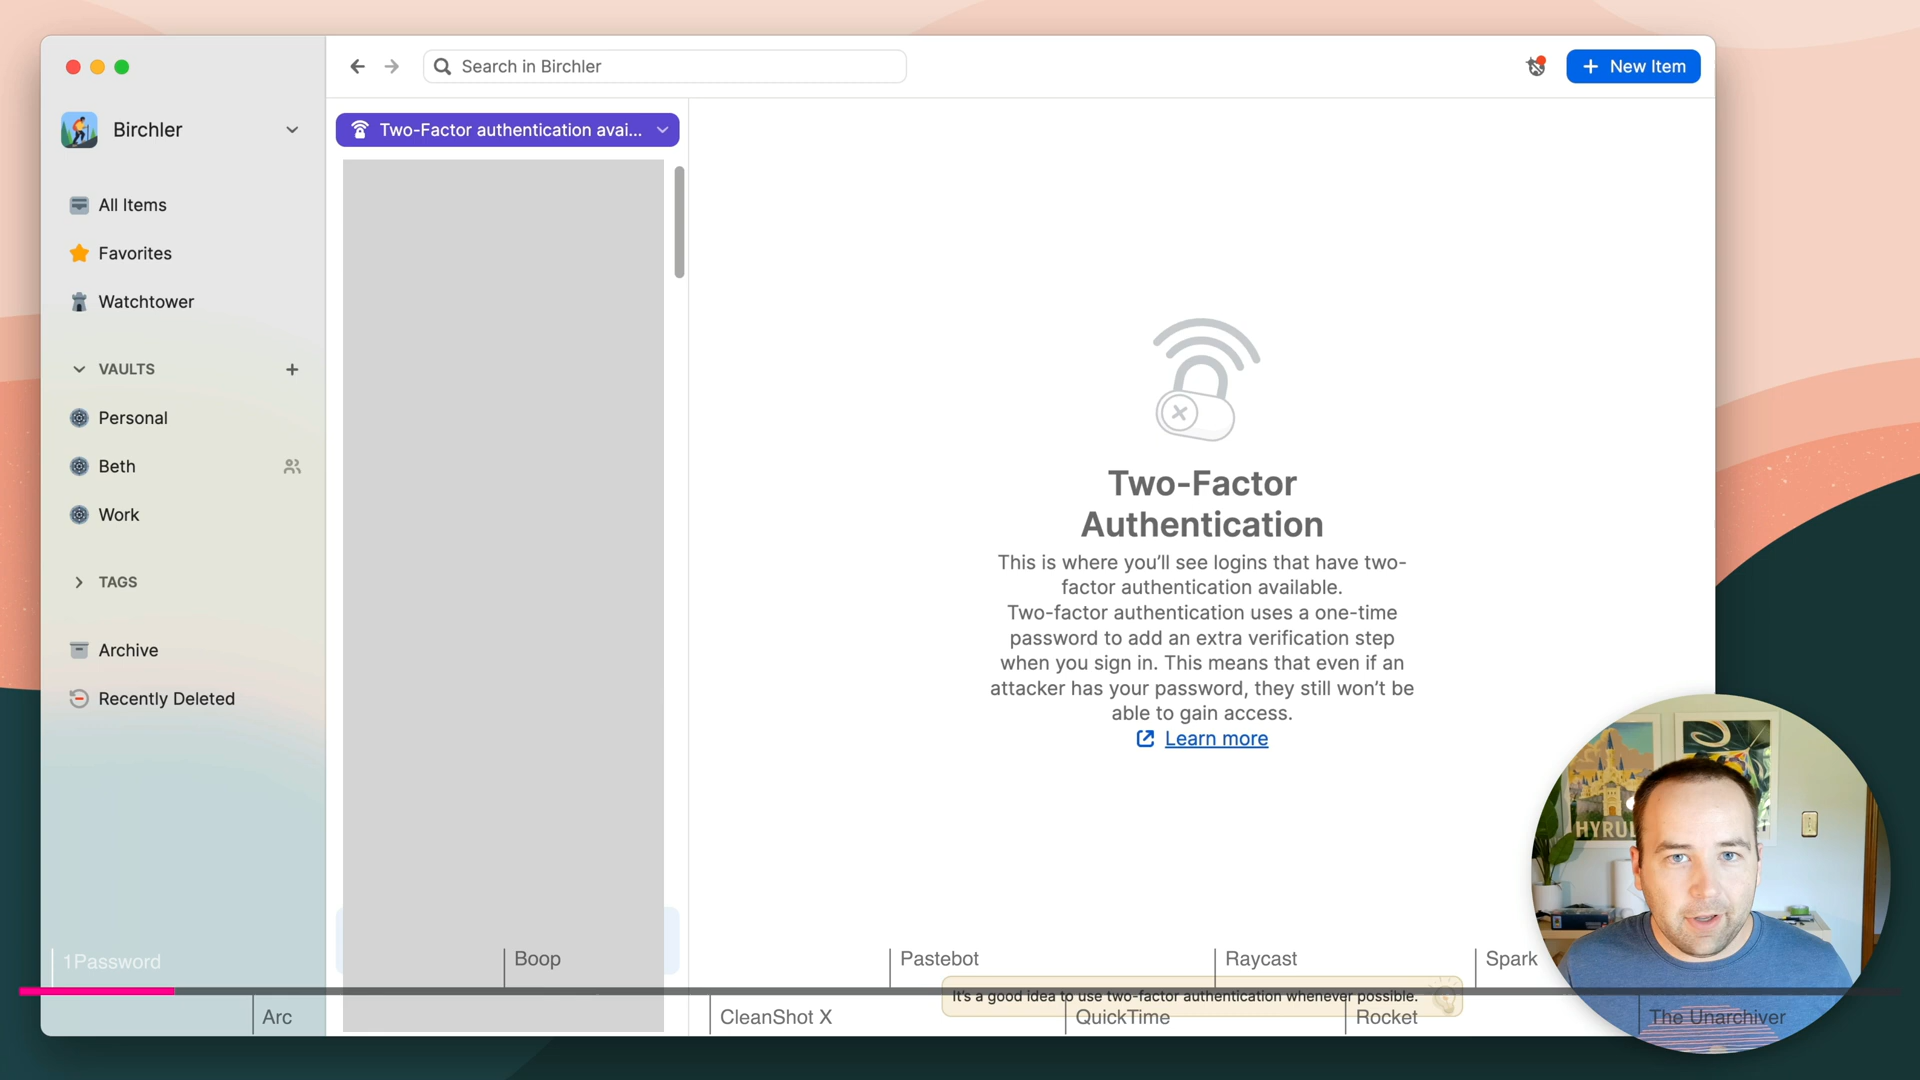 Search in Birchler
New Item
Birchler
Two-Factor authentication avai...
All Items
Favorites
Watchtower
VAULTS
Personal
Beth
Work
TAGS
Archive
Recently Deleted
Two-Factor
Authentication
This is where you’ll see logins that have two-
factor authentication available.
Two-factor authentication uses a one-time
password to add an extra verification step
when you sign in. This means that even if an
attacker has your password, they still won’t be
able to gain access.
Learn more
HYRUL
1Password
Boop
Pastebot
Raycast
Spark
It’s a good idea to use two-factor authentication whenever possible.
Arc
CleanShot X
QuickTime
Rocket
The Unarchiver